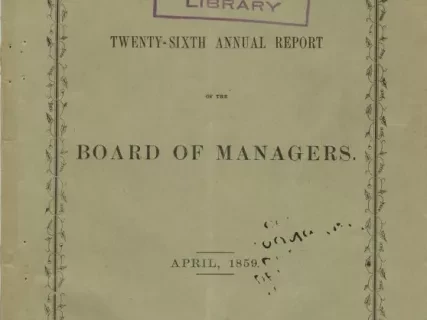 LIBRARY
TWENTY-SIXTH ANNUAL REPORT
OF THE
BOARD OF MANAGERS.
APRIL, 1859.